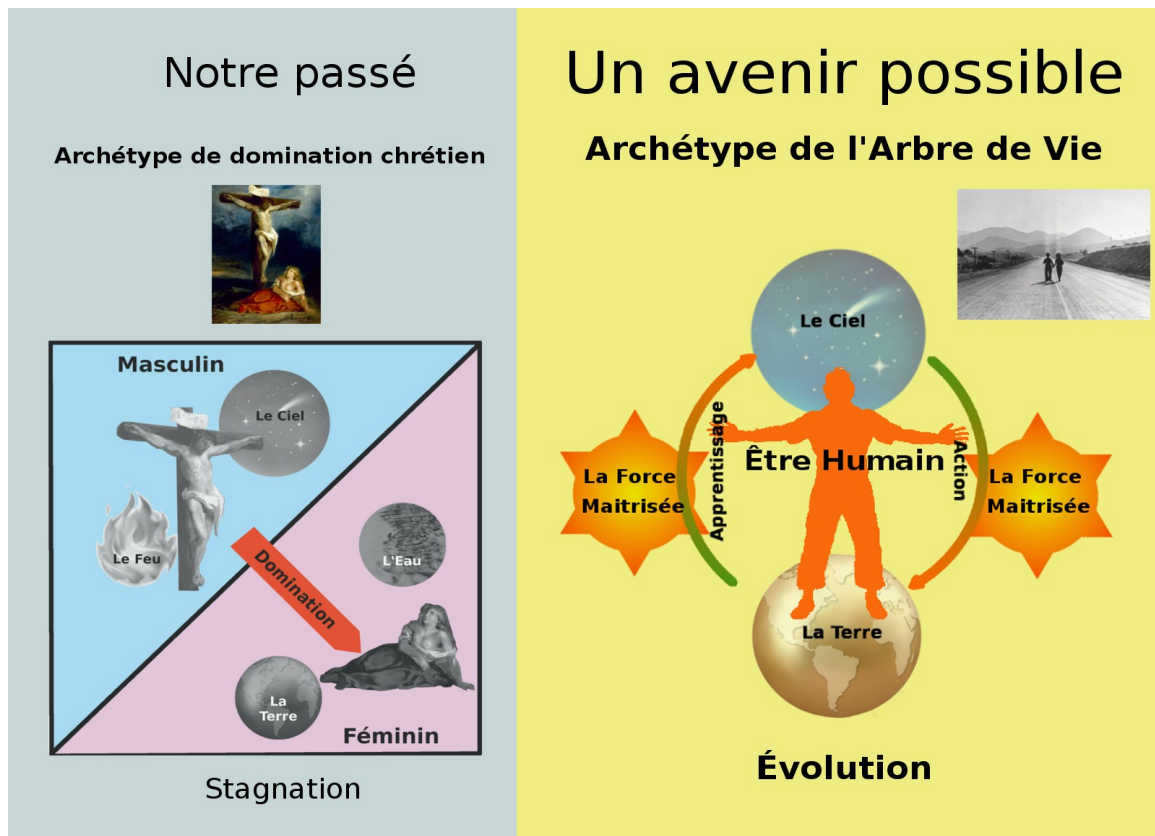 Notre passé
Archétype de domination chrétien
Masculin
Le Ciel
Le Feu
Domination
L'Eau
La
Terre
Féminin
Stagnation
Un avenir possible
Archétype de l'Arbre de Vie
Le Ciel
Apprentissage
Être Humain
Action
La Force
Maitrisée
La Force
Maitrisée
La Terre
Évolution